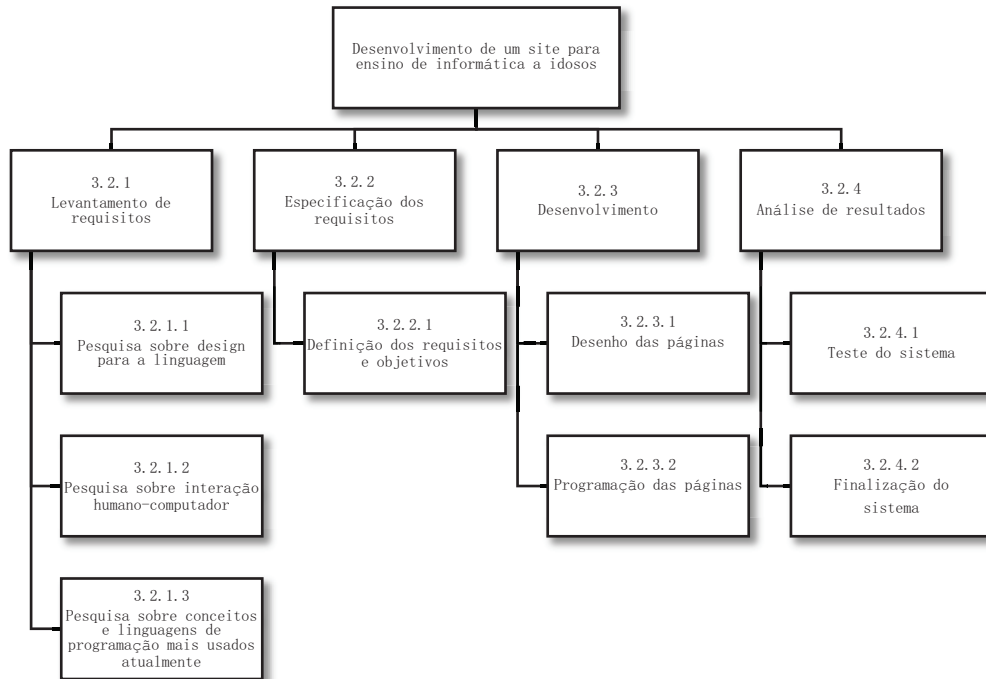 Desenvolvimento de um site para
ensino de informática a idosos
3.2.1
Levantamento de
requisitos
3.2.2
Especificação dos
requisitos
3.2.3
Desenvolvimento
3.2.4
Análise de resultados
3.2.1.1
Pesquisa sobre design
para a linguagem
3.2.2.1
Definição dos requisitos
e objetivos
3.2.3.1
Desenho das páginas
3.2.4.1
Teste do sistema
3.2.1.2
Pesquisa sobre interação
humano-computador
3.2.3.2
Programação das páginas
3.2.4.2
Finalização do
sistema
3.2.1.3
Pesquisa sobre conceitos
e linguagens de
programação mais usados
atualmente